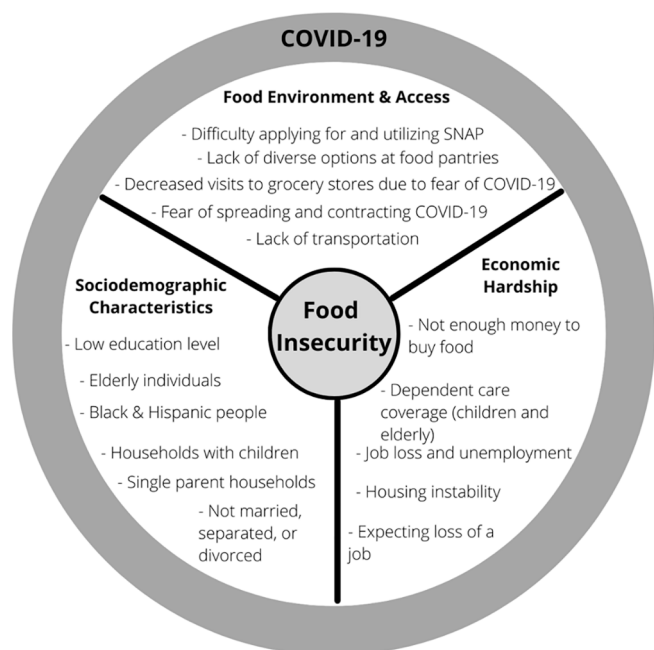 COVID-19
Food Environment & Access
- Difficulty applying for and utilizing SNAP
- Lack of diverse options at food pantries
- Decreased visits to grocery stores due to fear of COVID-19
- Fear of spreading and contracting COVID-19
- Lack of transportation
Sociodemographic
Characteristics
- Low education level
- Elderly individuals
- Black & Hispanic people
- Households with children
- Single parent households
- Not married,
separated, or
divorced
Food
Insecurity
Economic
Hardship
- Not enough money to
buy food
- Dependent care
coverage (children and
elderly)
- Job loss and unemployment
- Housing instability
- Expecting loss of a
job